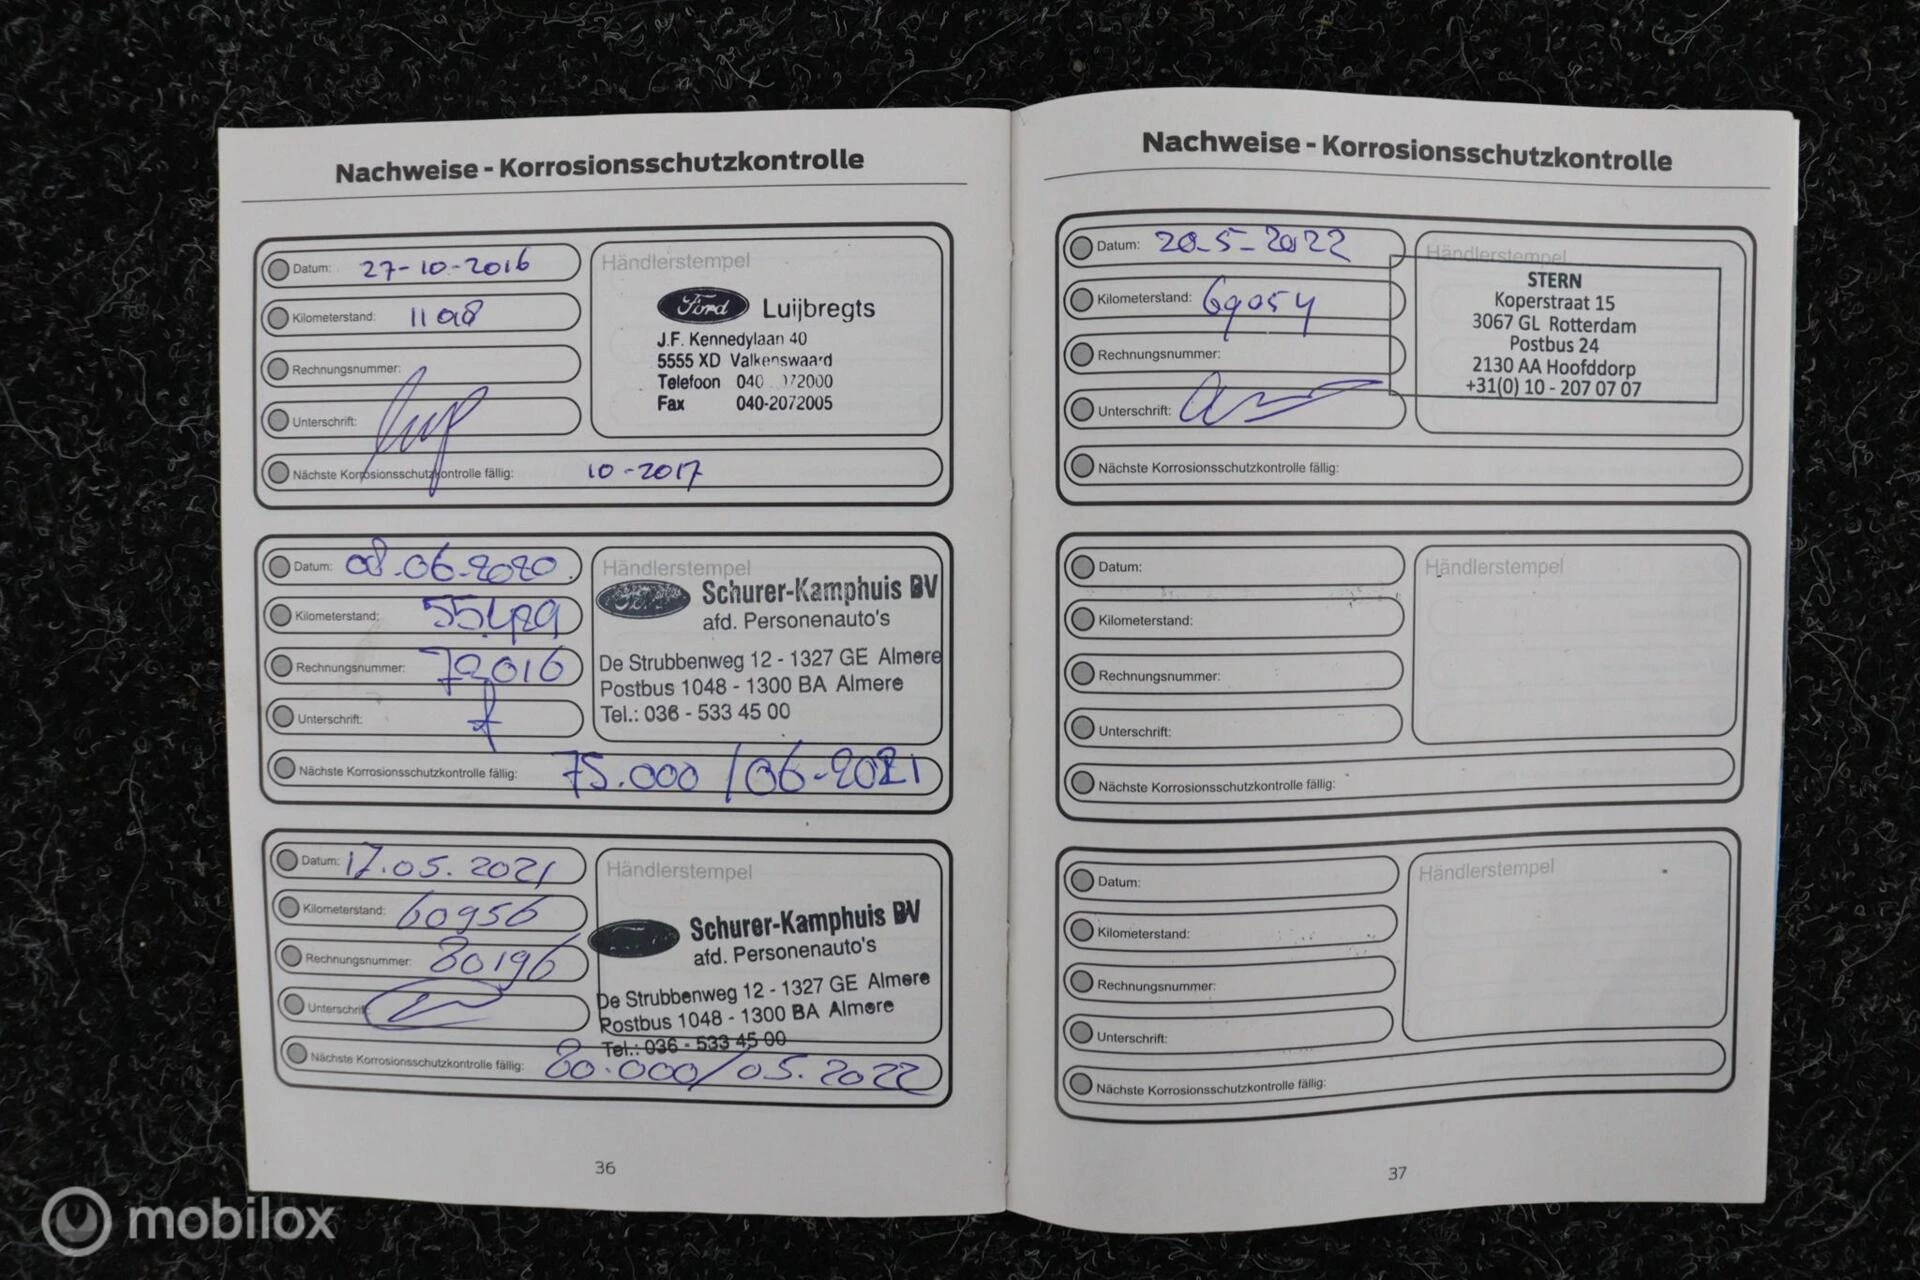 Nachweise - Korrosionsschutzkontrolle
Datum: 27-10-2016
Kilometerstand:
Rechnungsnummer:
Unterschrift:
Nächste Korrosionsschutzkontrolle fällig: 10-2017
Händlerstempel
Ford Luijbregts
J.F. Kennedylaan 40
5555 XD Valkenswaard
Telefoon 040
Fax 040-2072005
Datum: 08-06-2020
Kilometerstand: 55.489
Rechnungsnummer:
Unterschrift:
Nächste Korrosionsschutzkontrolle fällig: 75.000 / 06-2021
Händlerstempel
Ford Schurer-Kamphuis BV
afd. Personenauto's
De Strubbenweg 12 - 1327 GE Almere
Postbus 1048 - 1300 BA Almere
Tel.: 036 - 533 45 00
Datum: 17.05.2021
Kilometerstand: 60956
Rechnungsnummer: 80196
Unterschrift:
Nächste Korrosionsschutzkontrolle fällig: 80.000/05.2022
Händlerstempel
Schurer-Kamphuis BV
afd. Personenauto's
De Strubbenweg 12 - 1327 GE Almere
Postbus 1048 - 1300 BA Almere
Tel.: 036 - 533 45 00
36
Nachweise - Korrosionsschutzkontrolle
Datum: 20-5-2022
Kilometerstand: 69054
Rechnungsnummer:
Unterschrift:
Nächste Korrosionsschutzkontrolle fällig:
Händlerstempel
STERN
Koperstraat 15
3067 GL Rotterdam
Postbus 24
2130 AA Hoofddorp
+31(0) 10 - 207 07 07
Datum:
Kilometerstand:
Rechnungsnummer:
Unterschrift:
Nächste Korrosionsschutzkontrolle fällig:
Händlerstempel
Datum:
Kilometerstand:
Rechnungsnummer:
Unterschrift:
Nächste Korrosionsschutzkontrolle fällig:
Händlerstempel
37
mobilox